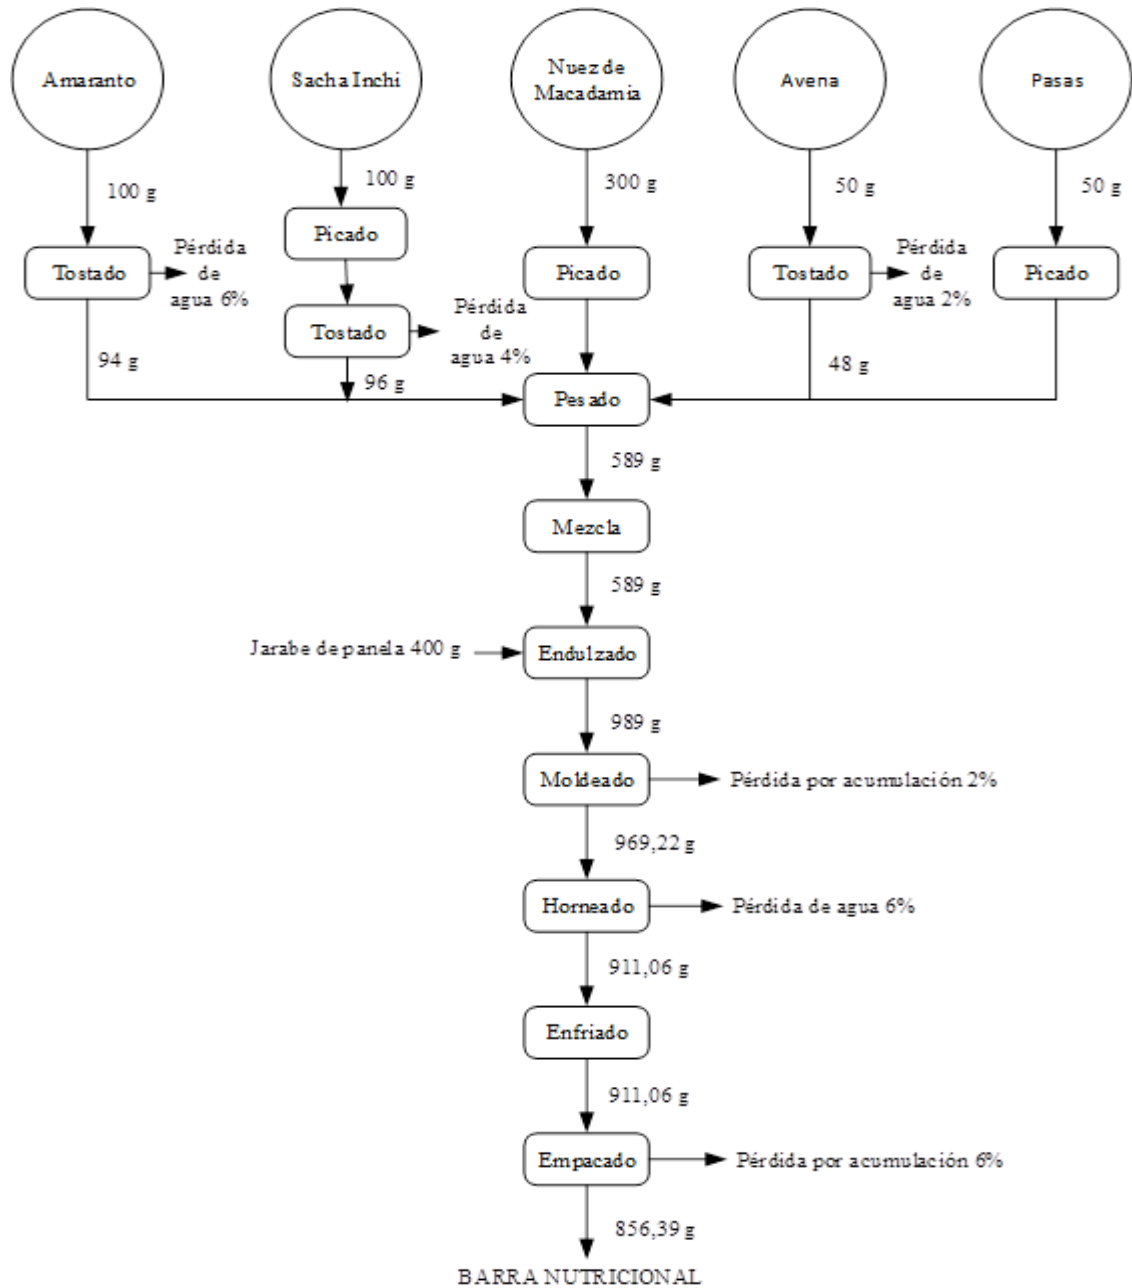 Amaranto
Sacha Inchi
Nuez de
Macadamia
Avena
Pasas
100 g
100 g
300 g
50 g
50 g
Picado
Tostado
Pérdida
de
agua 6%
Picado
Tostado
Pérdida
de
agua 2%
Picado
Tostado
Pérdida
de
agua 4%
94 g
96 g
48 g
Pesado
589 g
Mezcla
589 g
Jarabe de panela 400 g
Endulzado
989 g
Moldeado
Pérdida por acumulación 2%
969,22 g
Horneado
Pérdida de agua 6%
911,06 g
Enfriado
911,06 g
Empacado
Pérdida por acumulación 6%
856,39 g
BARRA NUTRICIONAL